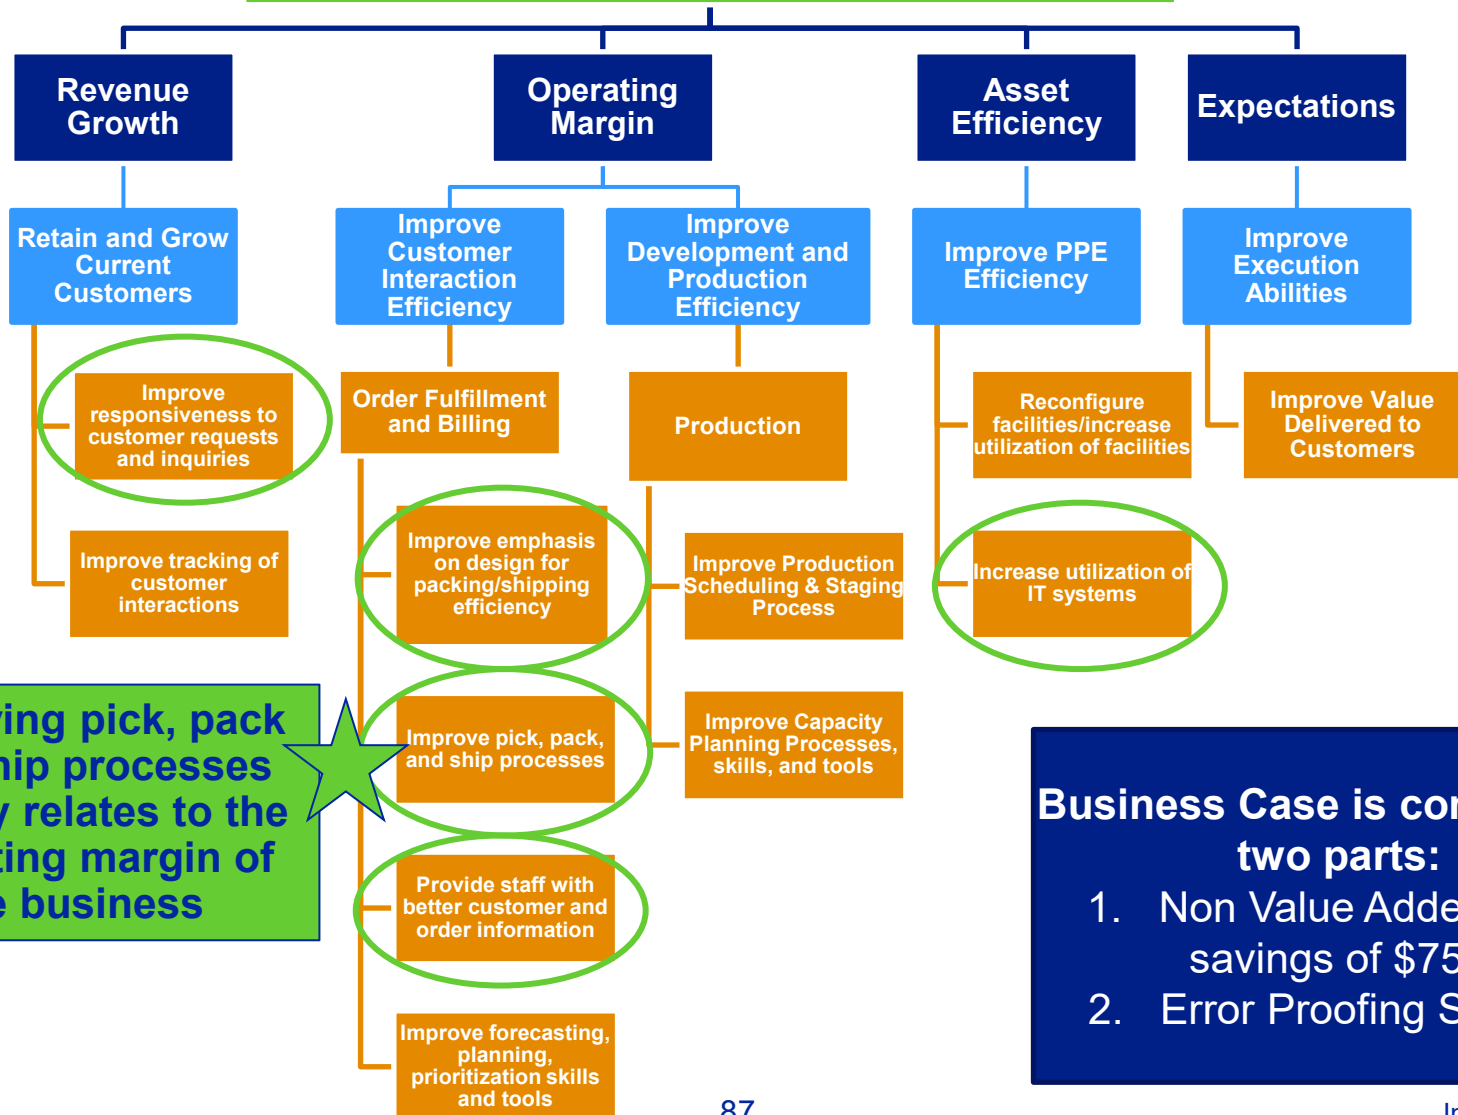 Revenue
Growth
Operating
Margin
Asset
Efficiency
Expectations
Retain and Grow
Current
Customers
Improve
Customer
Interaction
Efficiency
Improve
Development and
Production
Efficiency
Improve PPE
Efficiency
Improve
Execution
Abilities
Improve
responsiveness to
customer requests
and inquiries
Order Fulfillment
and Billing
Production
Reconfigure
facilities/increase
utilization of facilities
Improve Value
Delivered to
Customers
Improve tracking of
customer
interactions
Improve emphasis
on design for
packing/shipping
efficiency
Improve Production
Scheduling & Staging
Process
Increase utilization of
IT systems
pick, pack
processes
relates to the
margin of
business
Improve pick, pack,
and ship processes
Improve Capacity
Planning Processes,
skills, and tools
Provide staff with
better customer and
order information
Improve forecasting,
planning,
prioritization skills
and tools
Business Case is
two parts:
1. Non Value
savings of
2. Error Proofing
87